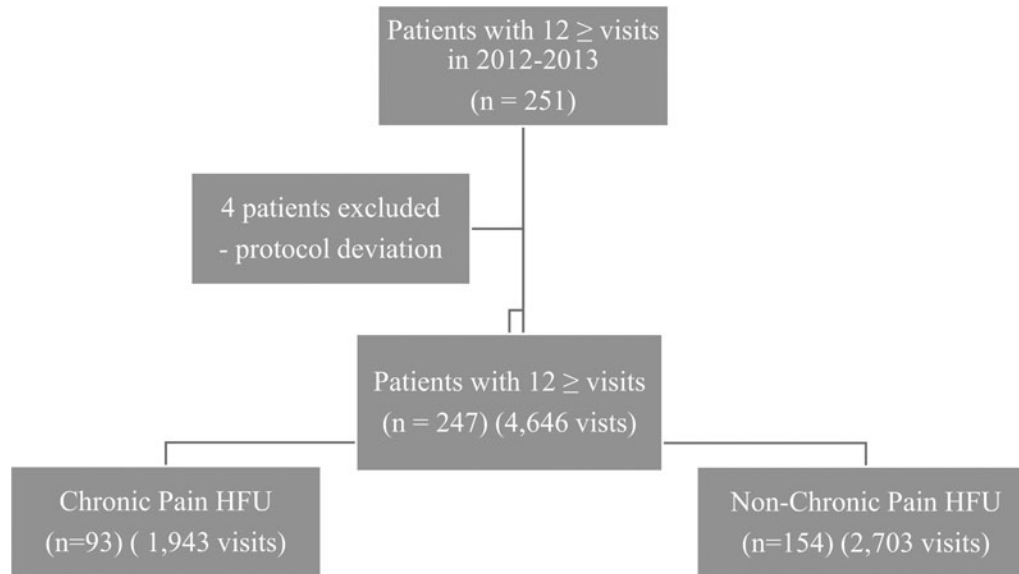 Patients with 12 ≥ visits
in 2012-2013
(n = 251)
4 patients excluded
- protocol deviation
Patients with 12 ≥ visits
(n = 247) (4,646 vists)
Chronic Pain HFU
(n=93) ( 1,943 visits)
Non-Chronic Pain HFU
(n=154) (2,703 visits)